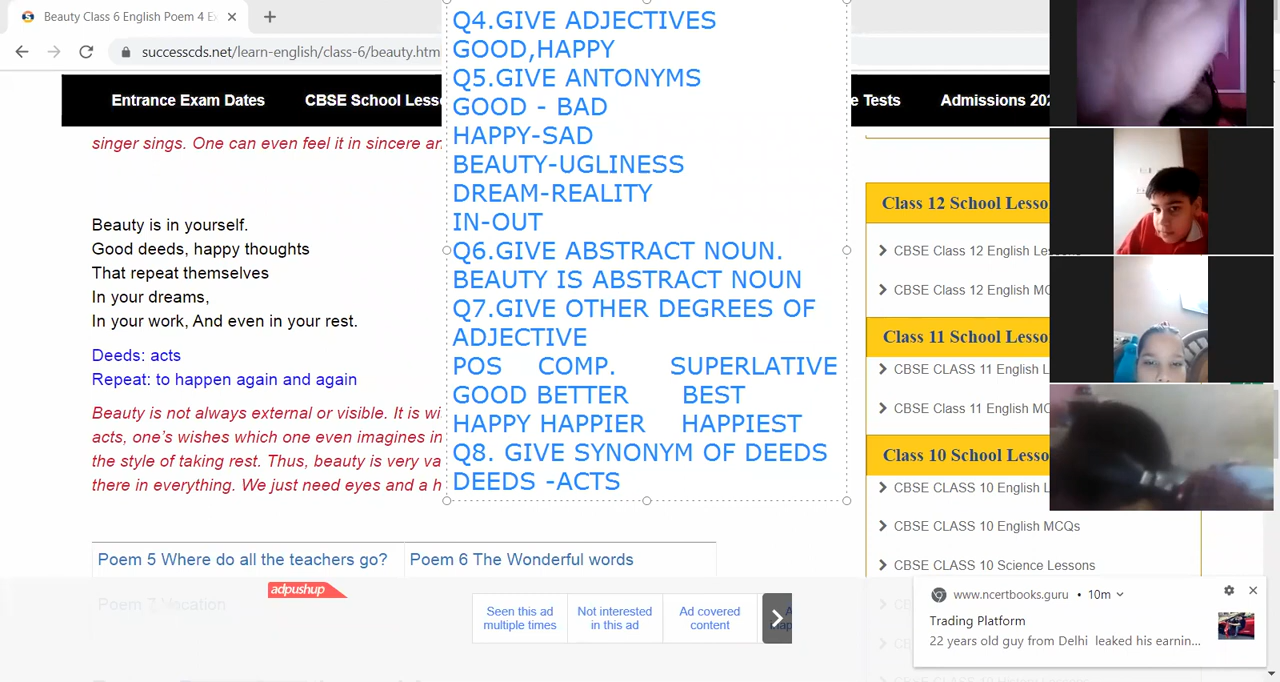 Beauty Class 6 English Poem 4 E
successcds.net/learn-english/class-6/beauty.htm
Entrance Exam Dates
CBSE School Less
e Tests
Admissions 202
singer sings. One can even feel it in sincere
Beauty is in yourself.
Good deeds, happy thoughts
That repeat themselves
In your dreams,
In your work, And even in your rest.
Deeds: acts
Repeat: to happen again and again
Beauty is not always external or visible. It is
acts, one's wishes which one even imagines in
the style of taking rest. Thus, beauty is very
there in everything. We just need eyes and a
Q4.GIVE ADJECTIVES
GOOD,HAPPY
Q5.GIVE ANTONYMS
GOOD - BAD
HAPPY-SAD
BEAUTY-UGLINESS
DREAM-REALITY
IN-OUT
Q6.GIVE ABSTRACT NOUN.
BEAUTY IS ABSTRACT NOUN
Q7.GIVE OTHER DEGREES OF
ADJECTIVE
POS COMP. SUPERLATIVE
GOOD BETTER BEST
HAPPY HAPPIER HAPPIEST
Q8. GIVE SYNONYM OF DEEDS
DEEDS -ACTS
Class 12 School Lesso
CBSE Class 12 English Lessons
CBSE Class 12 English MC
Class 11 School Lesso
CBSE CLASS 11 English L
CBSE Class 11 English MC
Class 10 School Lesso
CBSE CLASS 10 English L
CBSE CLASS 10 English MCQs
CBSE CLASS 10 Science Lessons
Poem 5 Where do all the teachers go?
Poem 6 The Wonderful words
Poem 7 Vocation
adpushup
Seen this ad
multiple times
Not interested
in this ad
Ad covered
content
www.ncertbooks.guru • 10m
Trading Platform
22 years old guy from Delhi leaked his earnin...